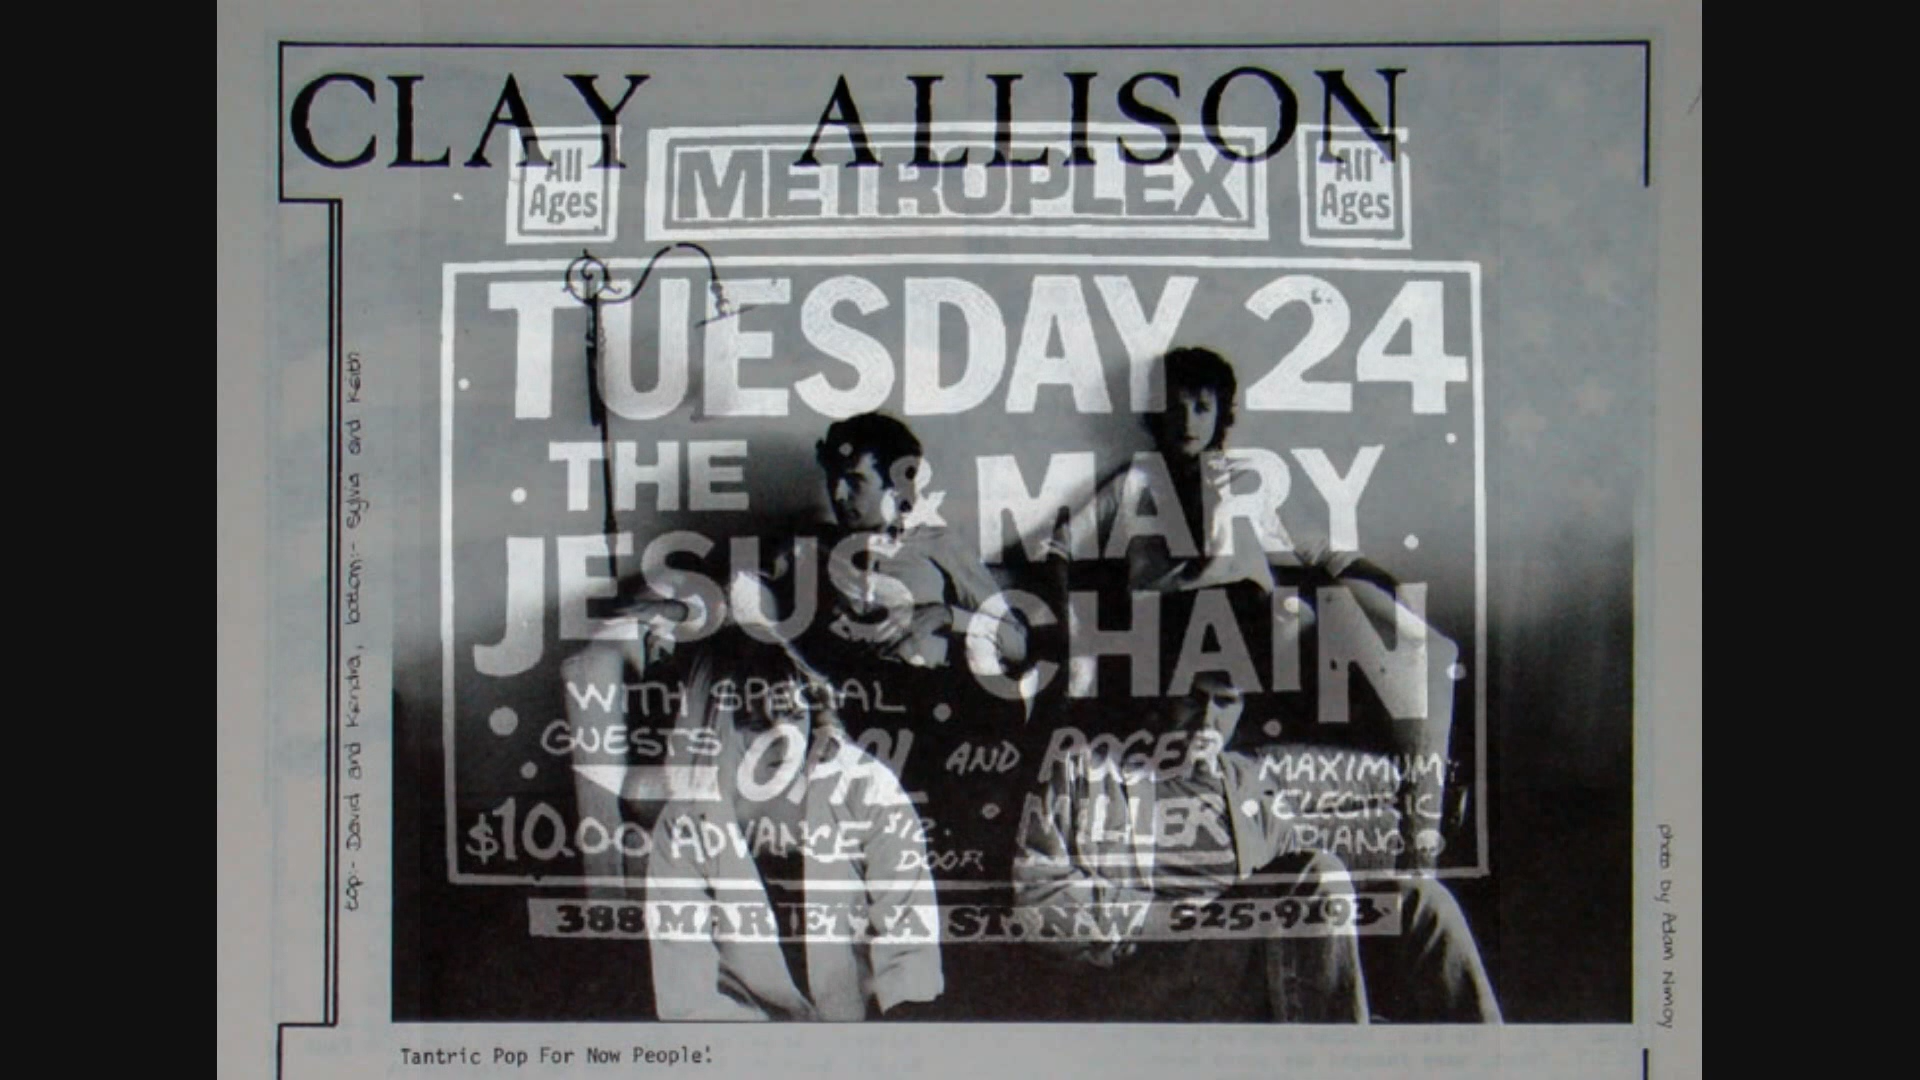 CLAY ALLISON
All Ages
METROPLEX
All Ages
TUESDAY 24
THE
JESUS
& MARY
CHAIN
WITH SPECIAL
GUESTS OPAL AND ROGER
MILLER
MAXIMUM
ELECTRIC
PIANO
$10.00 ADVANCE $12.
DOOR
388 MARIETTA ST. N.W. 525-9193
top:- David and Kendra, bottom:- Sylvia and Keith
photo by Adam Nimoy
Tantric Pop For Now People!